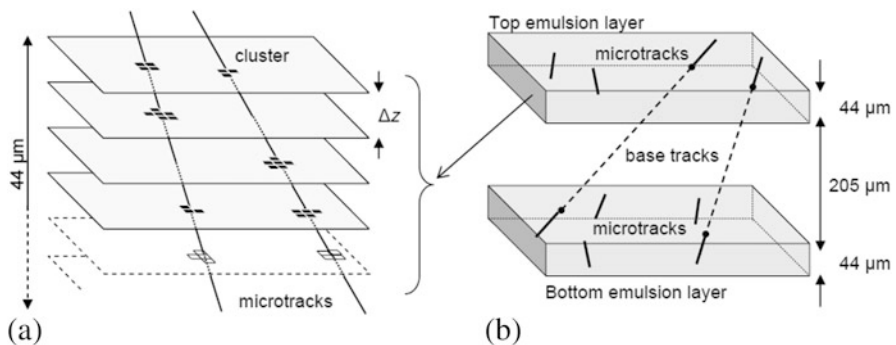 cluster
Δz
44 µm
microtracks
(a)
Top emulsion layer
microtracks
44 µm
base tracks
205 µm
microtracks
44 µm
Bottom emulsion layer
(b)